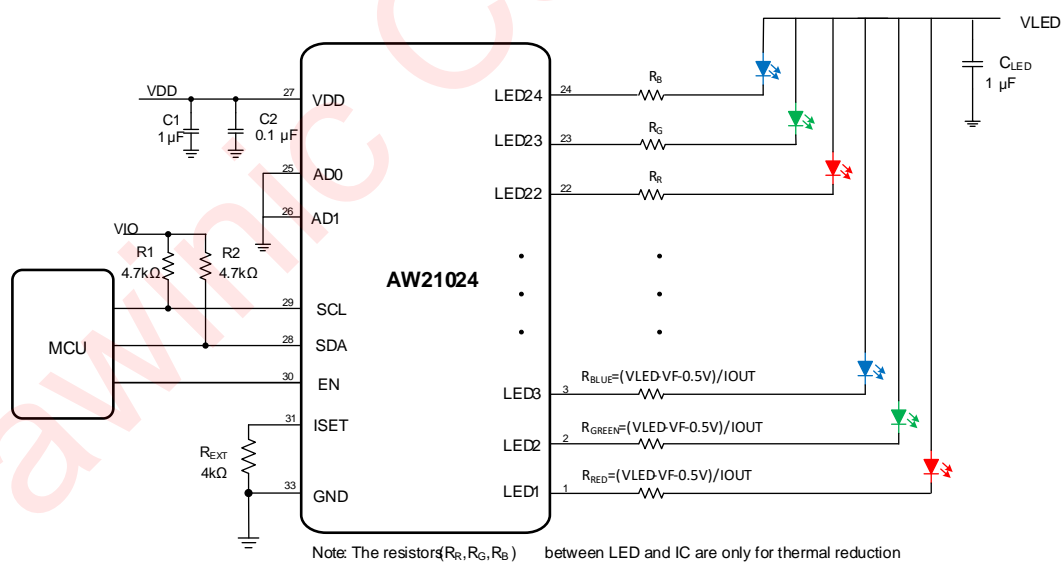 VLED
CLED
1 µF
VDD
C1
1 µF
C2
0.1 µF
27
VDD
25
AD0
26
AD1
VIO
R1
4.7kΩ
R2
4.7kΩ
MCU
29
SCL
28
SDA
30
EN
31
ISET
REXT
4kΩ
33
GND
AW21024
LED24
24
RB
LED23
23
RG
LED22
22
RR
LED3
3
RBLUE=(VLED-VF-0.5V)/IOUT
LED2
2
RGREEN=(VLED-VF-0.5V)/IOUT
LED1
1
RRED=(VLED-VF-0.5V)/IOUT
Note: The resistors(RR,RG,RB) between LED and IC are only for thermal reduction